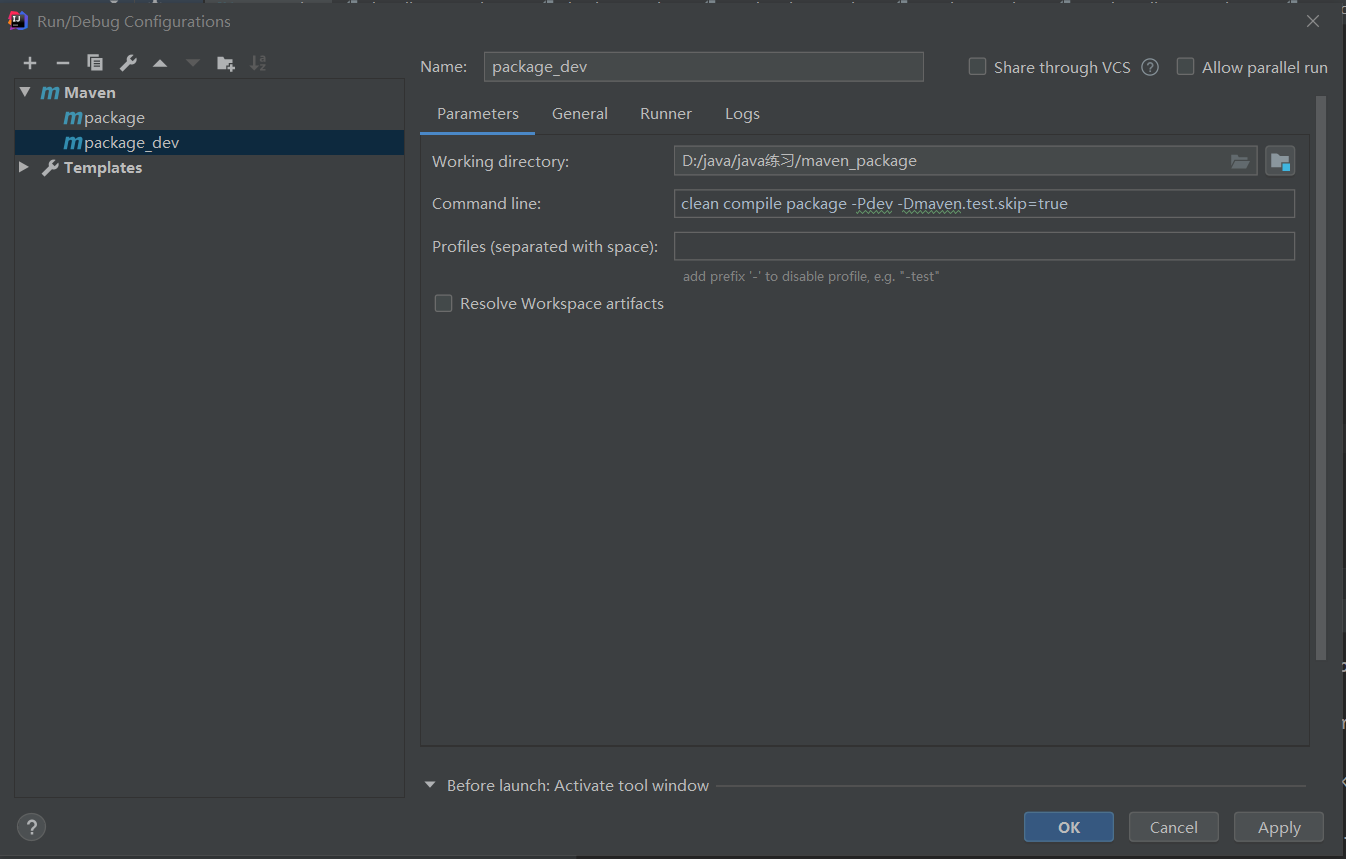 Run/Debug Configurations
Maven
package
package_dev
Templates
Name: package_dev
Share through VCS ?
Allow parallel run
Parameters General Runner Logs
Working directory: D:/java/java练习/maven_package
Command line: clean compile package -Pdev -Dmaven.test.skip=true
Profiles (separated with space):
add prefix '-' to disable profile, e.g. "-test"
Resolve Workspace artifacts
Before launch: Activate tool window
? OK Cancel Apply